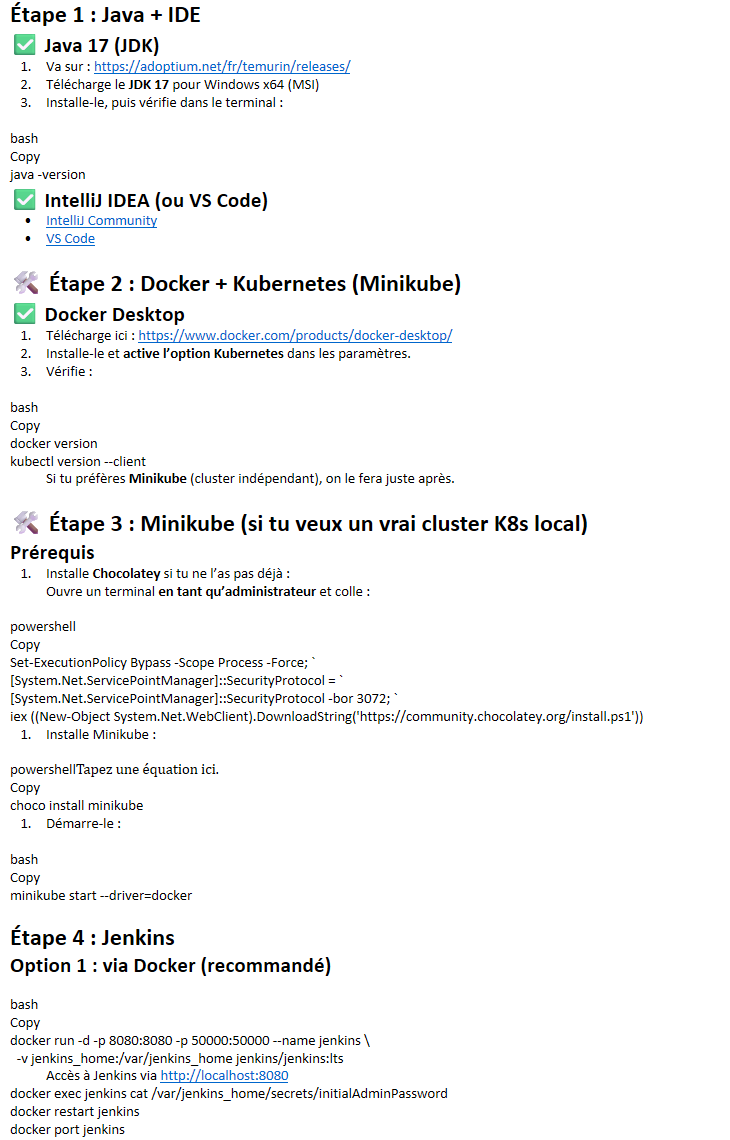 Étape 1 : Java + IDE
✅ Java 17 (JDK)
1. Va sur : https://adoptium.net/fr/temurin/releases/
2. Télécharge le JDK 17 pour Windows x64 (MSI)
3. Installe-le, puis vérifie dans le terminal :
bash
Copy
java -version
✅ IntelliJ IDEA (ou VS Code)
• IntelliJ Community
• VS Code
🛠️ Étape 2 : Docker + Kubernetes (Minikube)
✅ Docker Desktop
1. Télécharge ici : https://www.docker.com/products/docker-desktop/
2. Installe-le et active l’option Kubernetes dans les paramètres.
3. Vérifie :
bash
Copy
docker version
kubectl version --client
Si tu préfères Minikube (cluster indépendant), on le fera juste après.
🛠️ Étape 3 : Minikube (si tu veux un vrai cluster K8s local)
Prérequis
1. Installe Chocolatey si tu ne l’as pas déjà :
Ouvre un terminal en tant qu’administrateur et colle :
powershell
Copy
Set-ExecutionPolicy Bypass -Scope Process -Force; `
[System.Net.ServicePointManager]::SecurityProtocol = `
[System.Net.ServicePointManager]::SecurityProtocol -bor 3072; `
iex ((New-Object System.Net.WebClient).DownloadString('https://community.chocolatey.org/install.ps1'))
1. Installe Minikube :
powershellTapez une équation ici.
Copy
choco install minikube
1. Démarre-le :
bash
Copy
minikube start --driver=docker
Étape 4 : Jenkins
Option 1 : via Docker (recommandé)
bash
Copy
docker run -d -p 8080:8080 -p 50000:50000 --name jenkins \
-v jenkins_home:/var/jenkins_home jenkins/jenkins:lts
Accès à Jenkins via http://localhost:8080
docker exec jenkins cat /var/jenkins_home/secrets/initialAdminPassword
docker restart jenkins
docker port jenkins